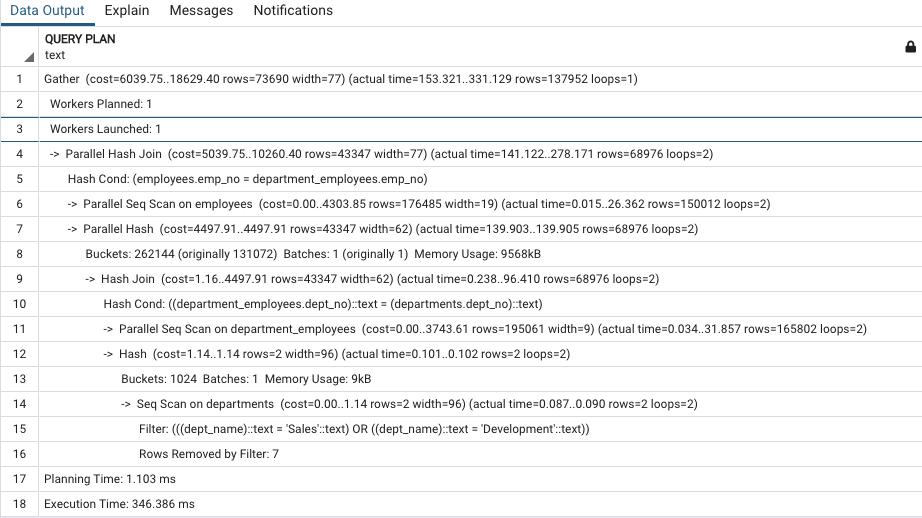 Data Output Explain Messages Notifications
QUERY PLAN
text
1 Gather (cost=6039.75..18629.40 rows=73690 width=77) (actual time=153.321..331.129 rows=137952 loops=1)
2 Workers Planned: 1
3 Workers Launched: 1
4 -> Parallel Hash Join (cost=5039.75..10260.40 rows=43347 width=77) (actual time=141.122..278.171 rows=68976 loops=2)
5 Hash Cond: (employees.emp_no = department_employees.emp_no)
6 -> Parallel Seq Scan on employees (cost=0.00..4303.85 rows=176485 width=19) (actual time=0.015..26.362 rows=150012 loops=2)
7 -> Parallel Hash (cost=4497.91..4497.91 rows=43347 width=62) (actual time=139.903..139.905 rows=68976 loops=2)
8 Buckets: 262144 (originally 131072) Batches: 1 (originally 1) Memory Usage: 9568kB
9 -> Hash Join (cost=1.16..4497.91 rows=43347 width=62) (actual time=0.238..96.410 rows=68976 loops=2)
10 Hash Cond: ((department_employees.dept_no)::text = (departments.dept_no)::text)
11 -> Parallel Seq Scan on department_employees (cost=0.00..3743.61 rows=195061 width=9) (actual time=0.034..31.857 rows=165802 loops=2)
12 -> Hash (cost=1.14..1.14 rows=2 width=96) (actual time=0.101..0.102 rows=2 loops=2)
13 Buckets: 1024 Batches: 1 Memory Usage: 9kB
14 -> Seq Scan on departments (cost=0.00..1.14 rows=2 width=96) (actual time=0.087..0.090 rows=2 loops=2)
15 Filter: (((dept_name)::text = 'Sales'::text) OR ((dept_name)::text = 'Development'::text))
16 Rows Removed by Filter: 7
17 Planning Time: 1.103 ms
18 Execution Time: 346.386 ms